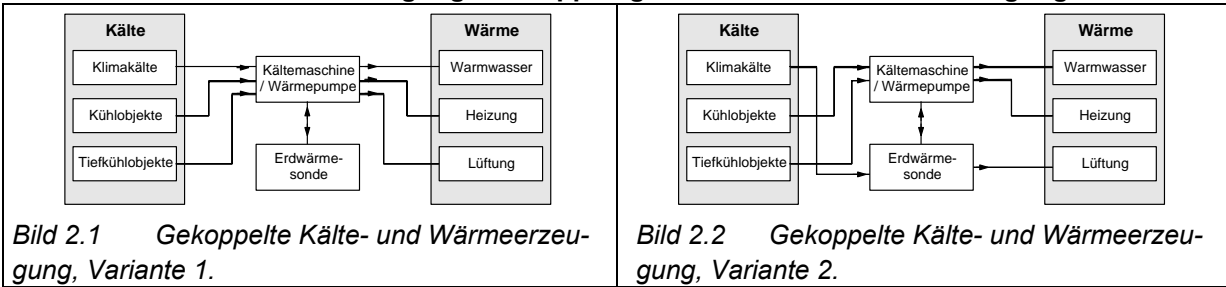 Kälte
Wärme
Klimakälte
Kältemaschine
/ Wärmepumpe
Warmwasser
Kühlobjekte
Heizung
Tiefkühlobjekte
Erdwärme-
sonde
Lüftung
Bild 2.1 Gekoppelte Kälte- und Wärmeerzeu-
gung, Variante 1.
Kälte
Wärme
Klimakälte
Kältemaschine
/ Wärmepumpe
Warmwasser
Kühlobjekte
Heizung
Tiefkühlobjekte
Erdwärme-
sonde
Lüftung
Bild 2.2 Gekoppelte Kälte- und Wärmeerzeu-
gung, Variante 2.